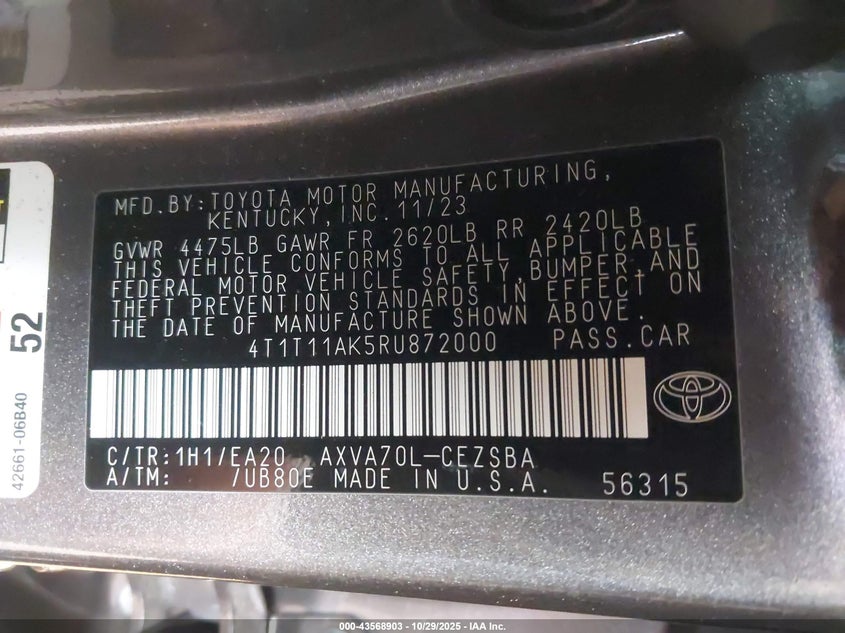 MFD.BY:TOYOTA MOTOR MANUFACTURING,
KENTUCKY,INC.11/23
GVWR 4475LB GAWR FR 2620LB RR 2420LB
THIS VEHICLE CONFORMS TO ALL APPLICABLE
FEDERAL MOTOR VEHICLE SAFETY,BUMPER,AND
THEFT PREVENTION STANDARDS IN EFFECT ON
THE DATE OF MANUFACTURE SHOWN ABOVE.
4T1T11AK5RU872000 PASS.CAR
C/TR:1H1/EA20 AXVA70L-CEZSBA
A/TM: /UB80E MADE IN U.S.A. 56315
52
42661-06B40
000-43568903 | 10/29/2025 - IAA Inc.